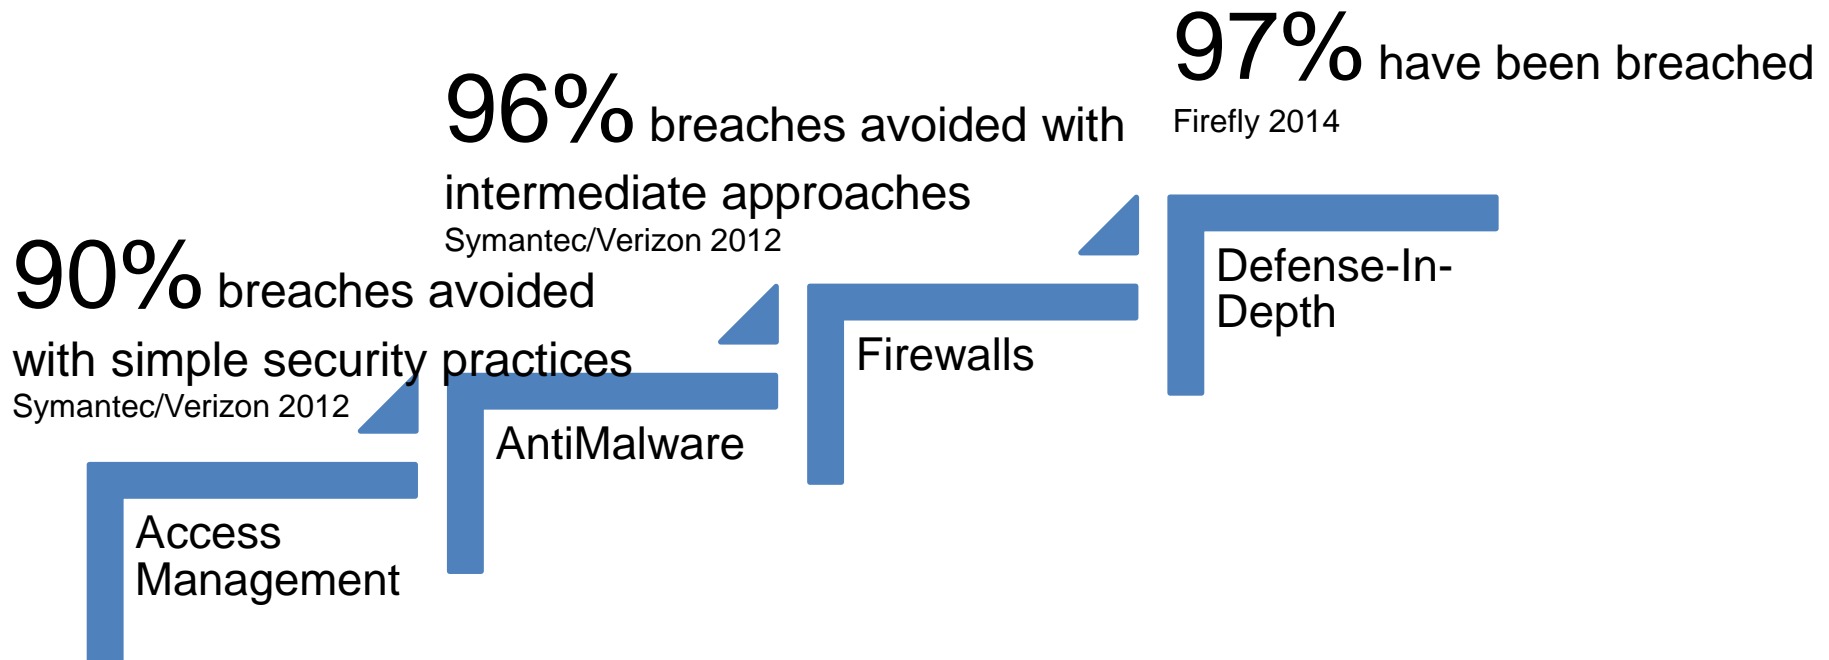 97% have been breached
Firefly 2014
96% breaches avoided with
intermediate approaches
Symantec/Verizon 2012
90% breaches avoided
with simple security practices
Symantec/Verizon 2012
Defense-In-
Depth
Firewalls
AntiMalware
Access
Management